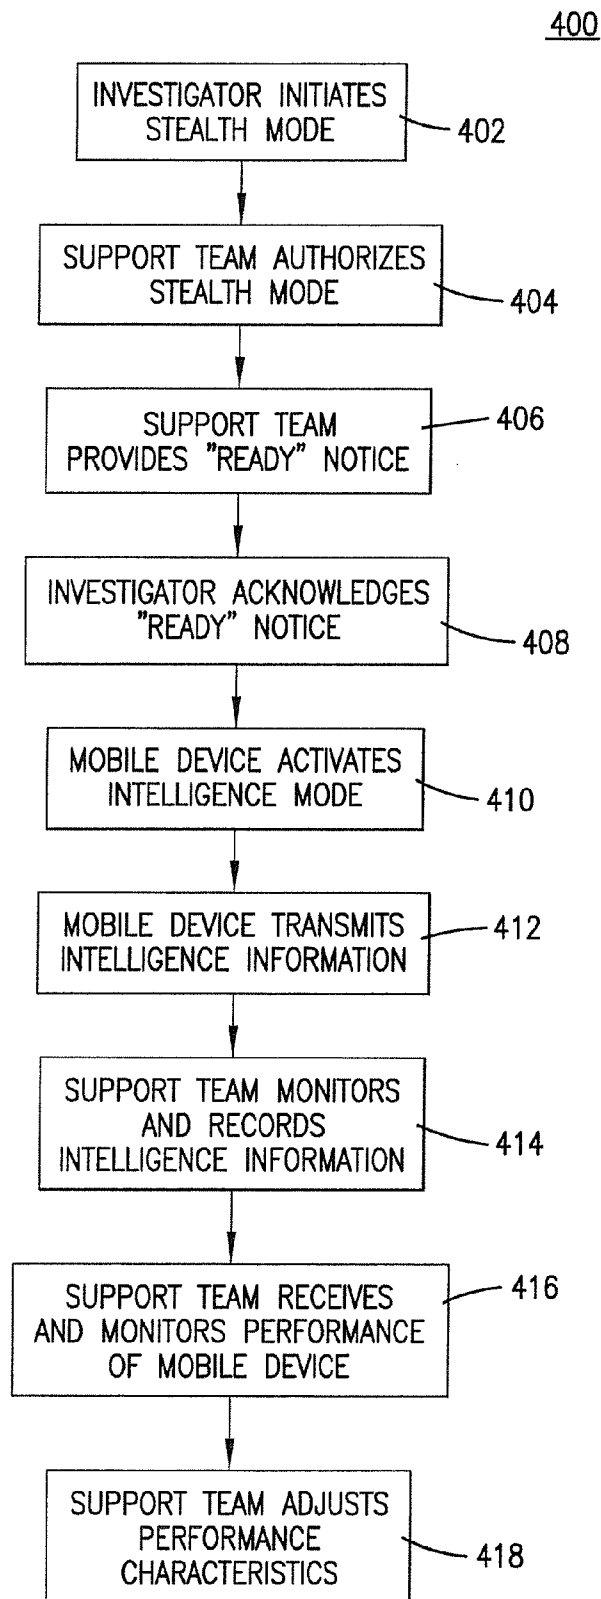 400
INVESTIGATOR INITIATES
STEALTH MODE
402
SUPPORT TEAM AUTHORIZES
STEALTH MODE
404
SUPPORT TEAM
PROVIDES "READY" NOTICE
406
INVESTIGATOR ACKNOWLEDGES
"READY" NOTICE
408
MOBILE DEVICE ACTIVATES
INTELLIGENCE MODE
410
MOBILE DEVICE TRANSMITS
INTELLIGENCE INFORMATION
412
SUPPORT TEAM MONITORS
AND RECORDS
INTELLIGENCE INFORMATION
414
SUPPORT TEAM RECEIVES
AND MONITORS PERFORMANCE
OF MOBILE DEVICE
416
SUPPORT TEAM ADJUSTS
PERFORMANCE
CHARACTERISTICS
418